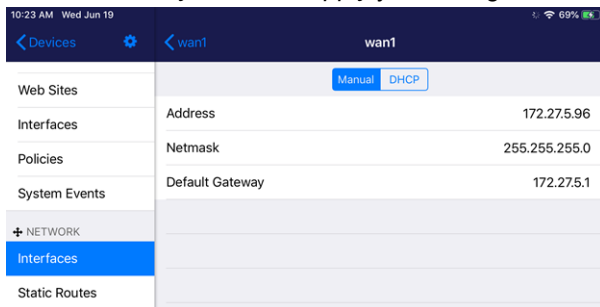 10:23 AM Wed Jun 19
69%
Devices
wan1
wan1
Manual DHCP
Web Sites
Interfaces
Policies
System Events
NETWORK
Interfaces
Static Routes
Address 172.27.5.96
Netmask 255.255.255.0
Default Gateway 172.27.5.1